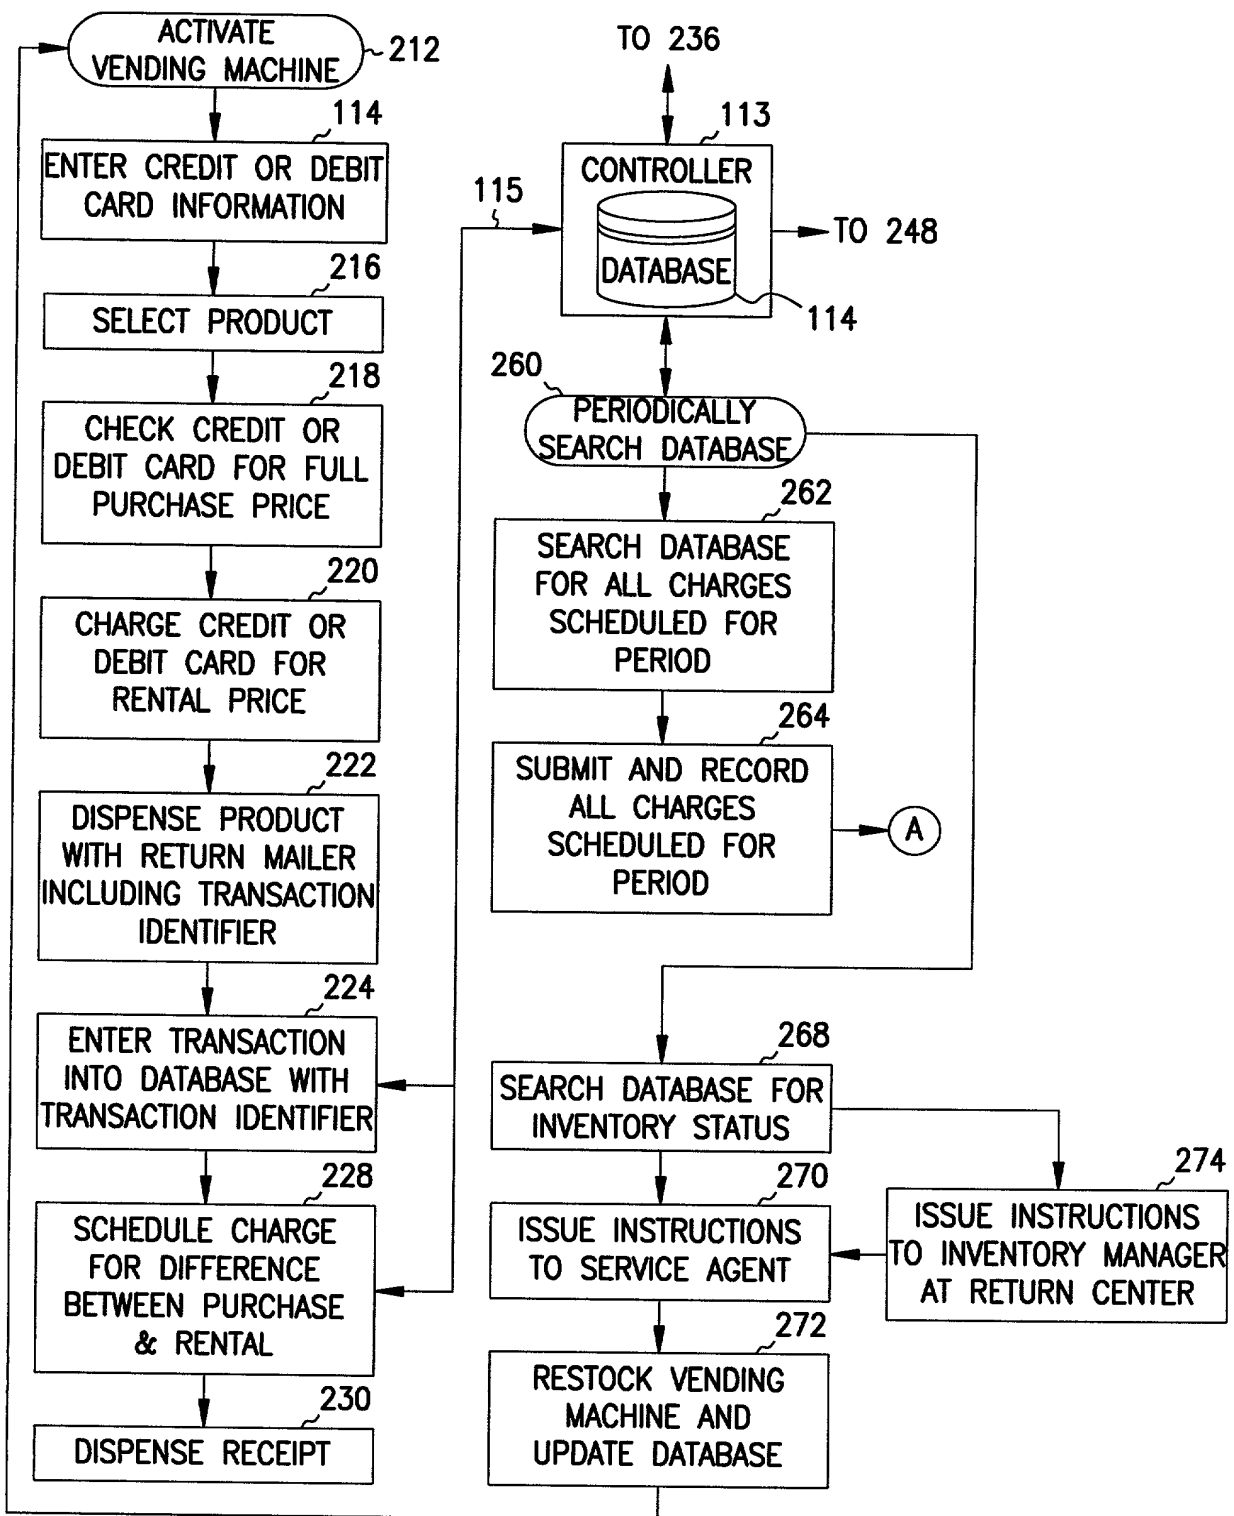 ACTIVATE
VENDING MACHINE
212
114
ENTER CREDIT OR DEBIT
CARD INFORMATION
216
SELECT PRODUCT
218
CHECK CREDIT OR
DEBIT CARD FOR FULL
PURCHASE PRICE
220
CHARGE CREDIT OR
DEBIT CARD FOR
RENTAL PRICE
222
DISPENSE PRODUCT
WITH RETURN MAILER
INCLUDING TRANSACTION
IDENTIFIER
224
ENTER TRANSACTION
INTO DATABASE WITH
TRANSACTION IDENTIFIER
228
SCHEDULE CHARGE
FOR DIFFERENCE
BETWEEN PURCHASE
& RENTAL
230
DISPENSE RECEIPT
TO 236
113
CONTROLLER
115
TO 248
DATABASE
114
260
PERIODICALLY
SEARCH DATABASE
262
SEARCH DATABASE
FOR ALL CHARGES
SCHEDULED FOR
PERIOD
264
SUBMIT AND RECORD
ALL CHARGES
SCHEDULED FOR
PERIOD
A
268
SEARCH DATABASE FOR
INVENTORY STATUS
270
ISSUE INSTRUCTIONS
TO SERVICE AGENT
274
ISSUE INSTRUCTIONS
TO INVENTORY MANAGER
AT RETURN CENTER
272
RESTOCK VENDING
MACHINE AND
UPDATE DATABASE